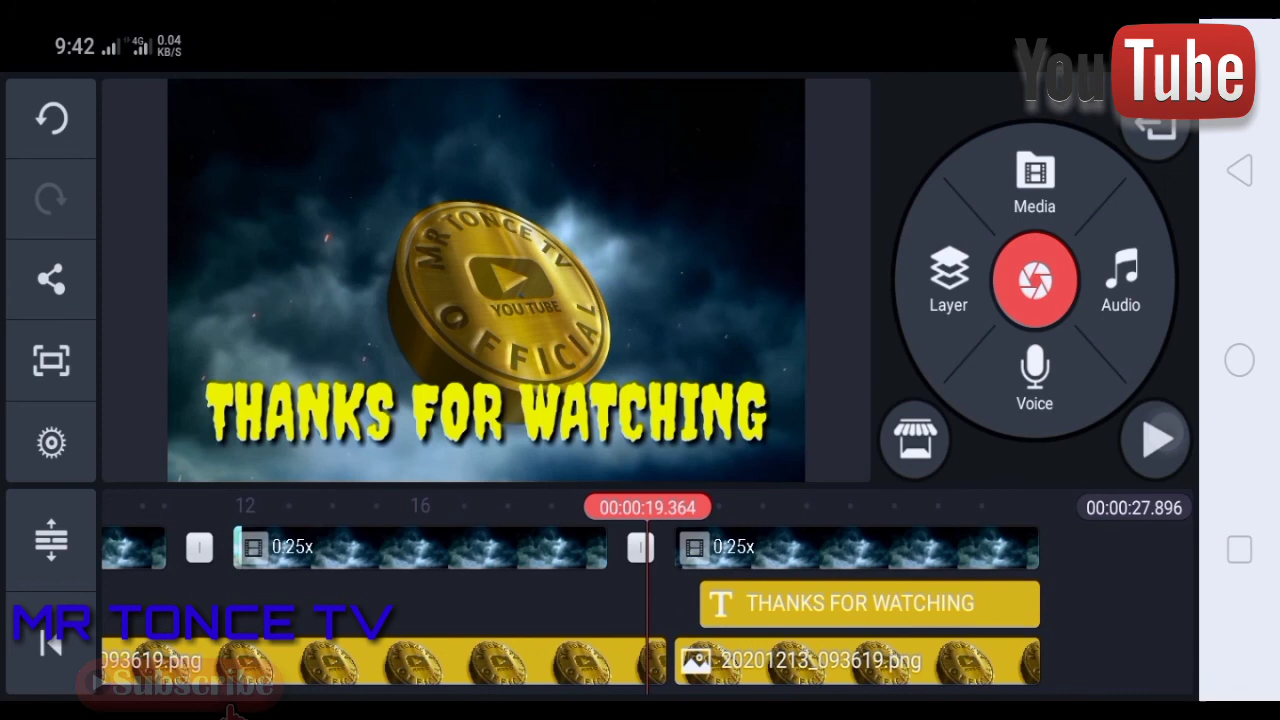 9:42 4G 0.04 KB/S
YouTube
Media
Layer
Audio
Voice
MR TONCE TV
YOU TUBE
OFFICIAL
THANKS FOR WATCHING
12
16
00:00:19.364
00:00:27.896
0.25x
0.25x
THANKS FOR WATCHING
MR TONCE TV
093619.png
20201213_093619.png
Subscribe